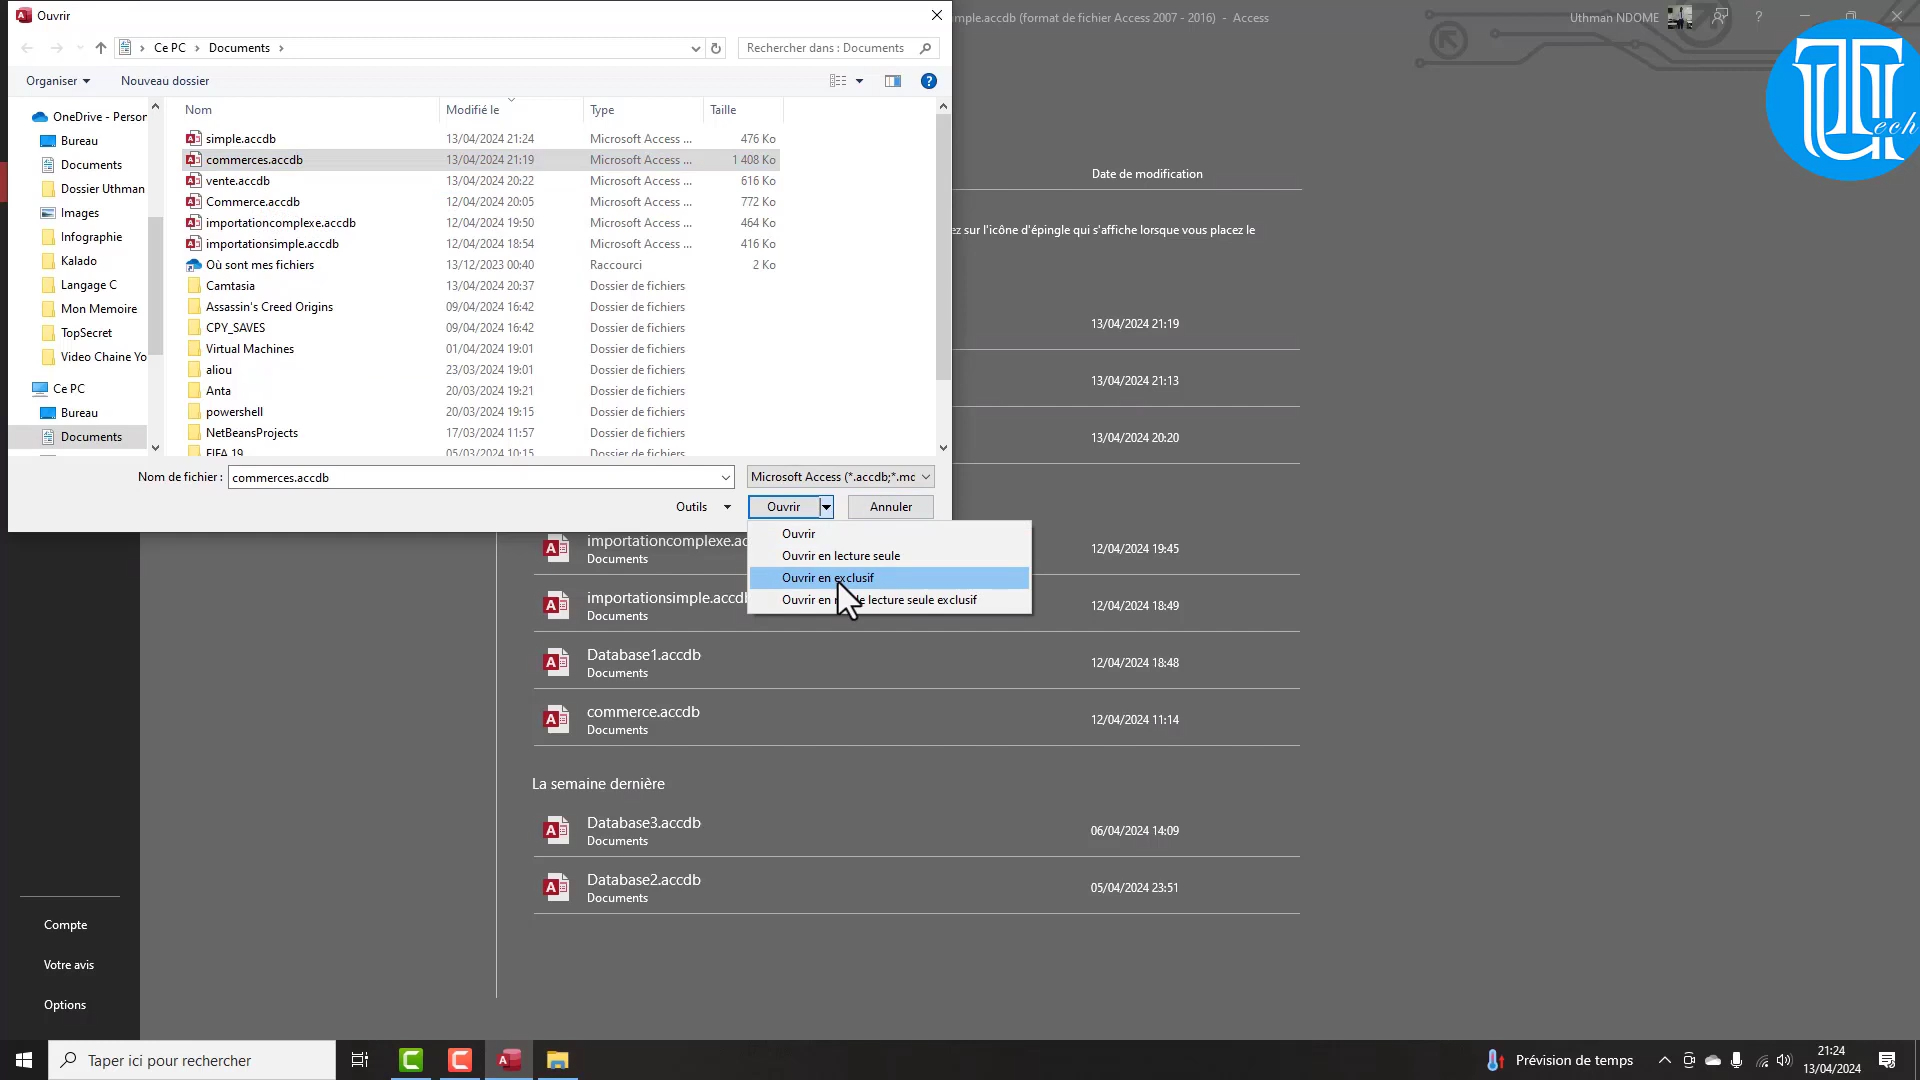 Ouvrir
mple.accdb (format de fichier Access 2007 - 2016) - Access
Uthman NDOME
?
Ce PC > Documents >
Rechercher dans : Documents
Organiser
Nouveau dossier
Nom
Modifié le
Type
Taille
OneDrive - Person
Bureau
Documents
Dossier Uthman
Images
Infographie
Kalado
Langage C
Mon Memoire
TopSecret
Video Chaine Yo
Ce PC
Bureau
Documents
simple.accdb 13/04/2024 21:24 Microsoft Access ... 476 Ko
commerces.accdb 13/04/2024 21:19 Microsoft Access ... 1 408 Ko
vente.accdb 13/04/2024 20:22 Microsoft Access ... 616 Ko
Commerce.accdb 12/04/2024 20:05 Microsoft Access ... 772 Ko
importationcomplexe.accdb 12/04/2024 19:50 Microsoft Access ... 464 Ko
importationsimple.accdb 12/04/2024 18:54 Microsoft Access ... 416 Ko
Où sont mes fichiers 13/12/2023 00:40 Raccourci 2 Ko
Camtasia 13/04/2024 20:37 Dossier de fichiers
Assassin's Creed Origins 09/04/2024 16:42 Dossier de fichiers
CPY_SAVES 09/04/2024 16:42 Dossier de fichiers
Virtual Machines 01/04/2024 19:01 Dossier de fichiers
aliou 23/03/2024 19:01 Dossier de fichiers
Anta 20/03/2024 19:21 Dossier de fichiers
powershell 20/03/2024 19:15 Dossier de fichiers
NetBeansProjects 17/03/2024 11:57 Dossier de fichiers
FIFA 19 05/03/2024 10:15 Dossier de fichiers
Nom de fichier : commerces.accdb
Microsoft Access (*.accdb;*.mc
Outils
Ouvrir
Annuler
Ouvrir
Ouvrir en lecture seule
Ouvrir en exclusif
Ouvrir en lecture seule exclusif
Date de modification
ez sur l'icône d'épingle qui s'affiche lorsque vous placez le
13/04/2024 21:19
13/04/2024 21:13
13/04/2024 20:20
importationcomplexe.ac
Documents
12/04/2024 19:45
importationsimple.accdb
Documents
12/04/2024 18:49
Database1.accdb
Documents
12/04/2024 18:48
commerce.accdb
Documents
12/04/2024 11:14
La semaine dernière
Database3.accdb
Documents
06/04/2024 14:09
Database2.accdb
Documents
05/04/2024 23:51
Compte
Votre avis
Options
Taper ici pour rechercher
Prévision de temps
21:24
13/04/2024
UTech